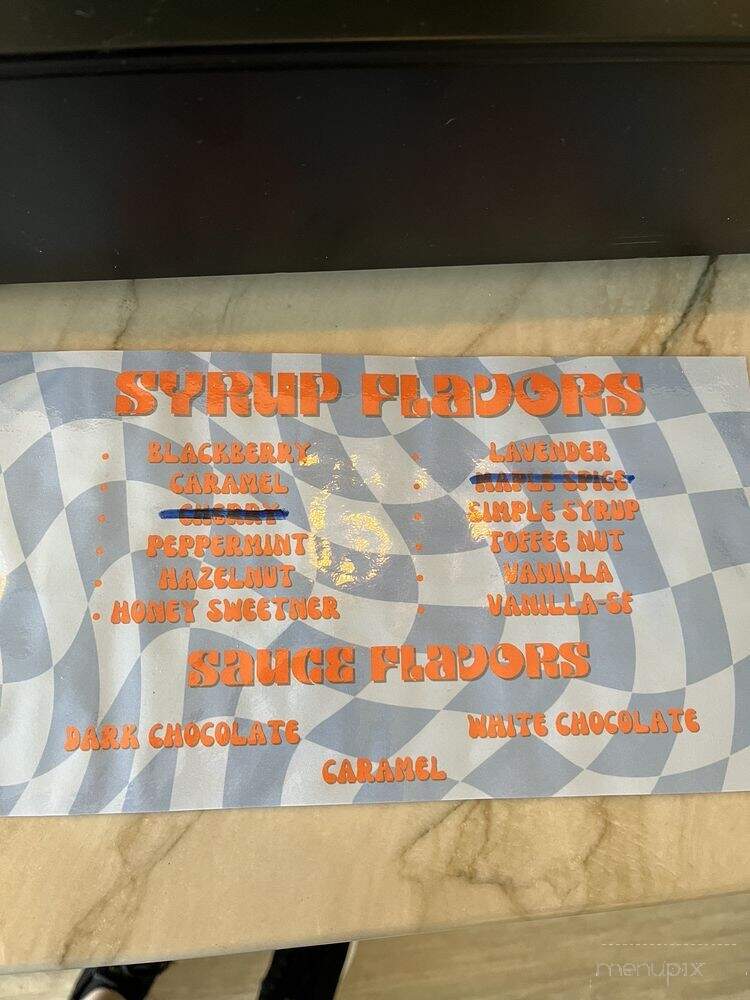 SYRUP FLAVORS
• BLACKBERRY
• CARAMEL
• CHERRY
• PEPPERMINT
• HAZELNUT
• HONEY SWEETNER
• LAVENDER
• MAPLE SPICE
• SIMPLE SYRUP
• TOFFEE NUT
• VANILLA
• VANILLA-SF
SAUCE FLAVORS
DARK CHOCOLATE
WHITE CHOCOLATE
CARAMEL
menupix